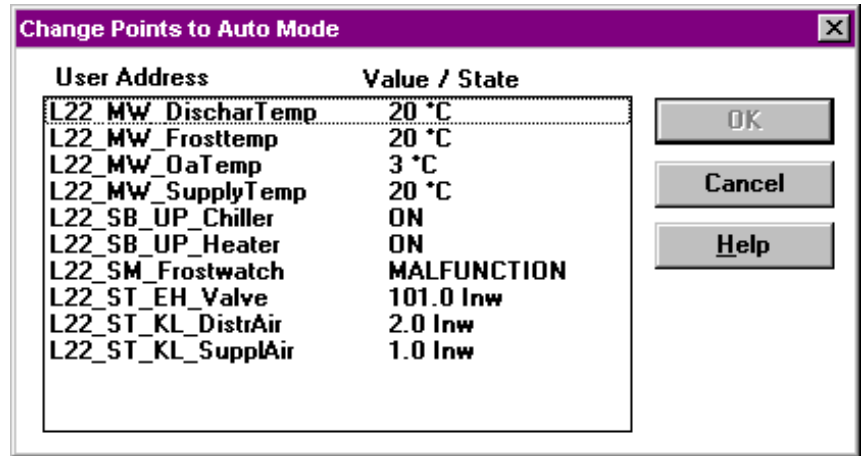 Change Points to Auto Mode
User Address Value / State
L22_MW_DischarTemp 20 °C
L22_MW_Frosttemp 20 °C
L22_MW_OaTemp 3 °C
L22_MW_SupplyTemp 20 °C
L22_SB_UP_Chiller ON
L22_SB_UP_Heater ON
L22_SM_Frostwatch MALFUNCTION
L22_ST_EH_Valve 101.0 Inw
L22_ST_KL_DistrAir 2.0 Inw
L22_ST_KL_SupplAir 1.0 Inw
OK
Cancel
Help